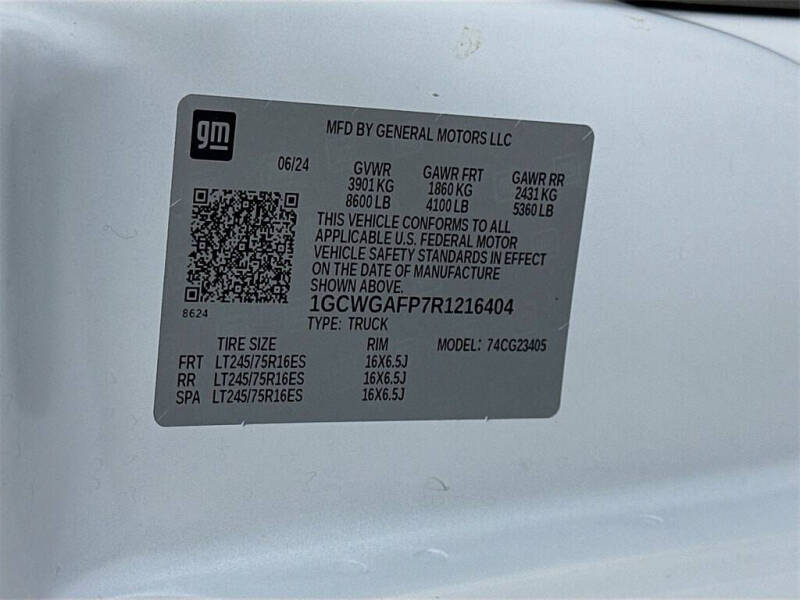 gm
MFD BY GENERAL MOTORS LLC
06/24 GVWR GAWR FRT GAWR RR
3901 KG 1860 KG 2431 KG
8600 LB 4100 LB 5360 LB
THIS VEHICLE CONFORMS TO ALL
APPLICABLE U.S. FEDERAL MOTOR
VEHICLE SAFETY STANDARDS IN EFFECT
ON THE DATE OF MANUFACTURE
SHOWN ABOVE.
1GCWGAFP7R1216404
8624
TYPE: TRUCK
TIRE SIZE RIM MODEL: 74CG23405
FRT LT245/75R16ES 16X6.5J
RR LT245/75R16ES 16X6.5J
SPA LT245/75R16ES 16X6.5J